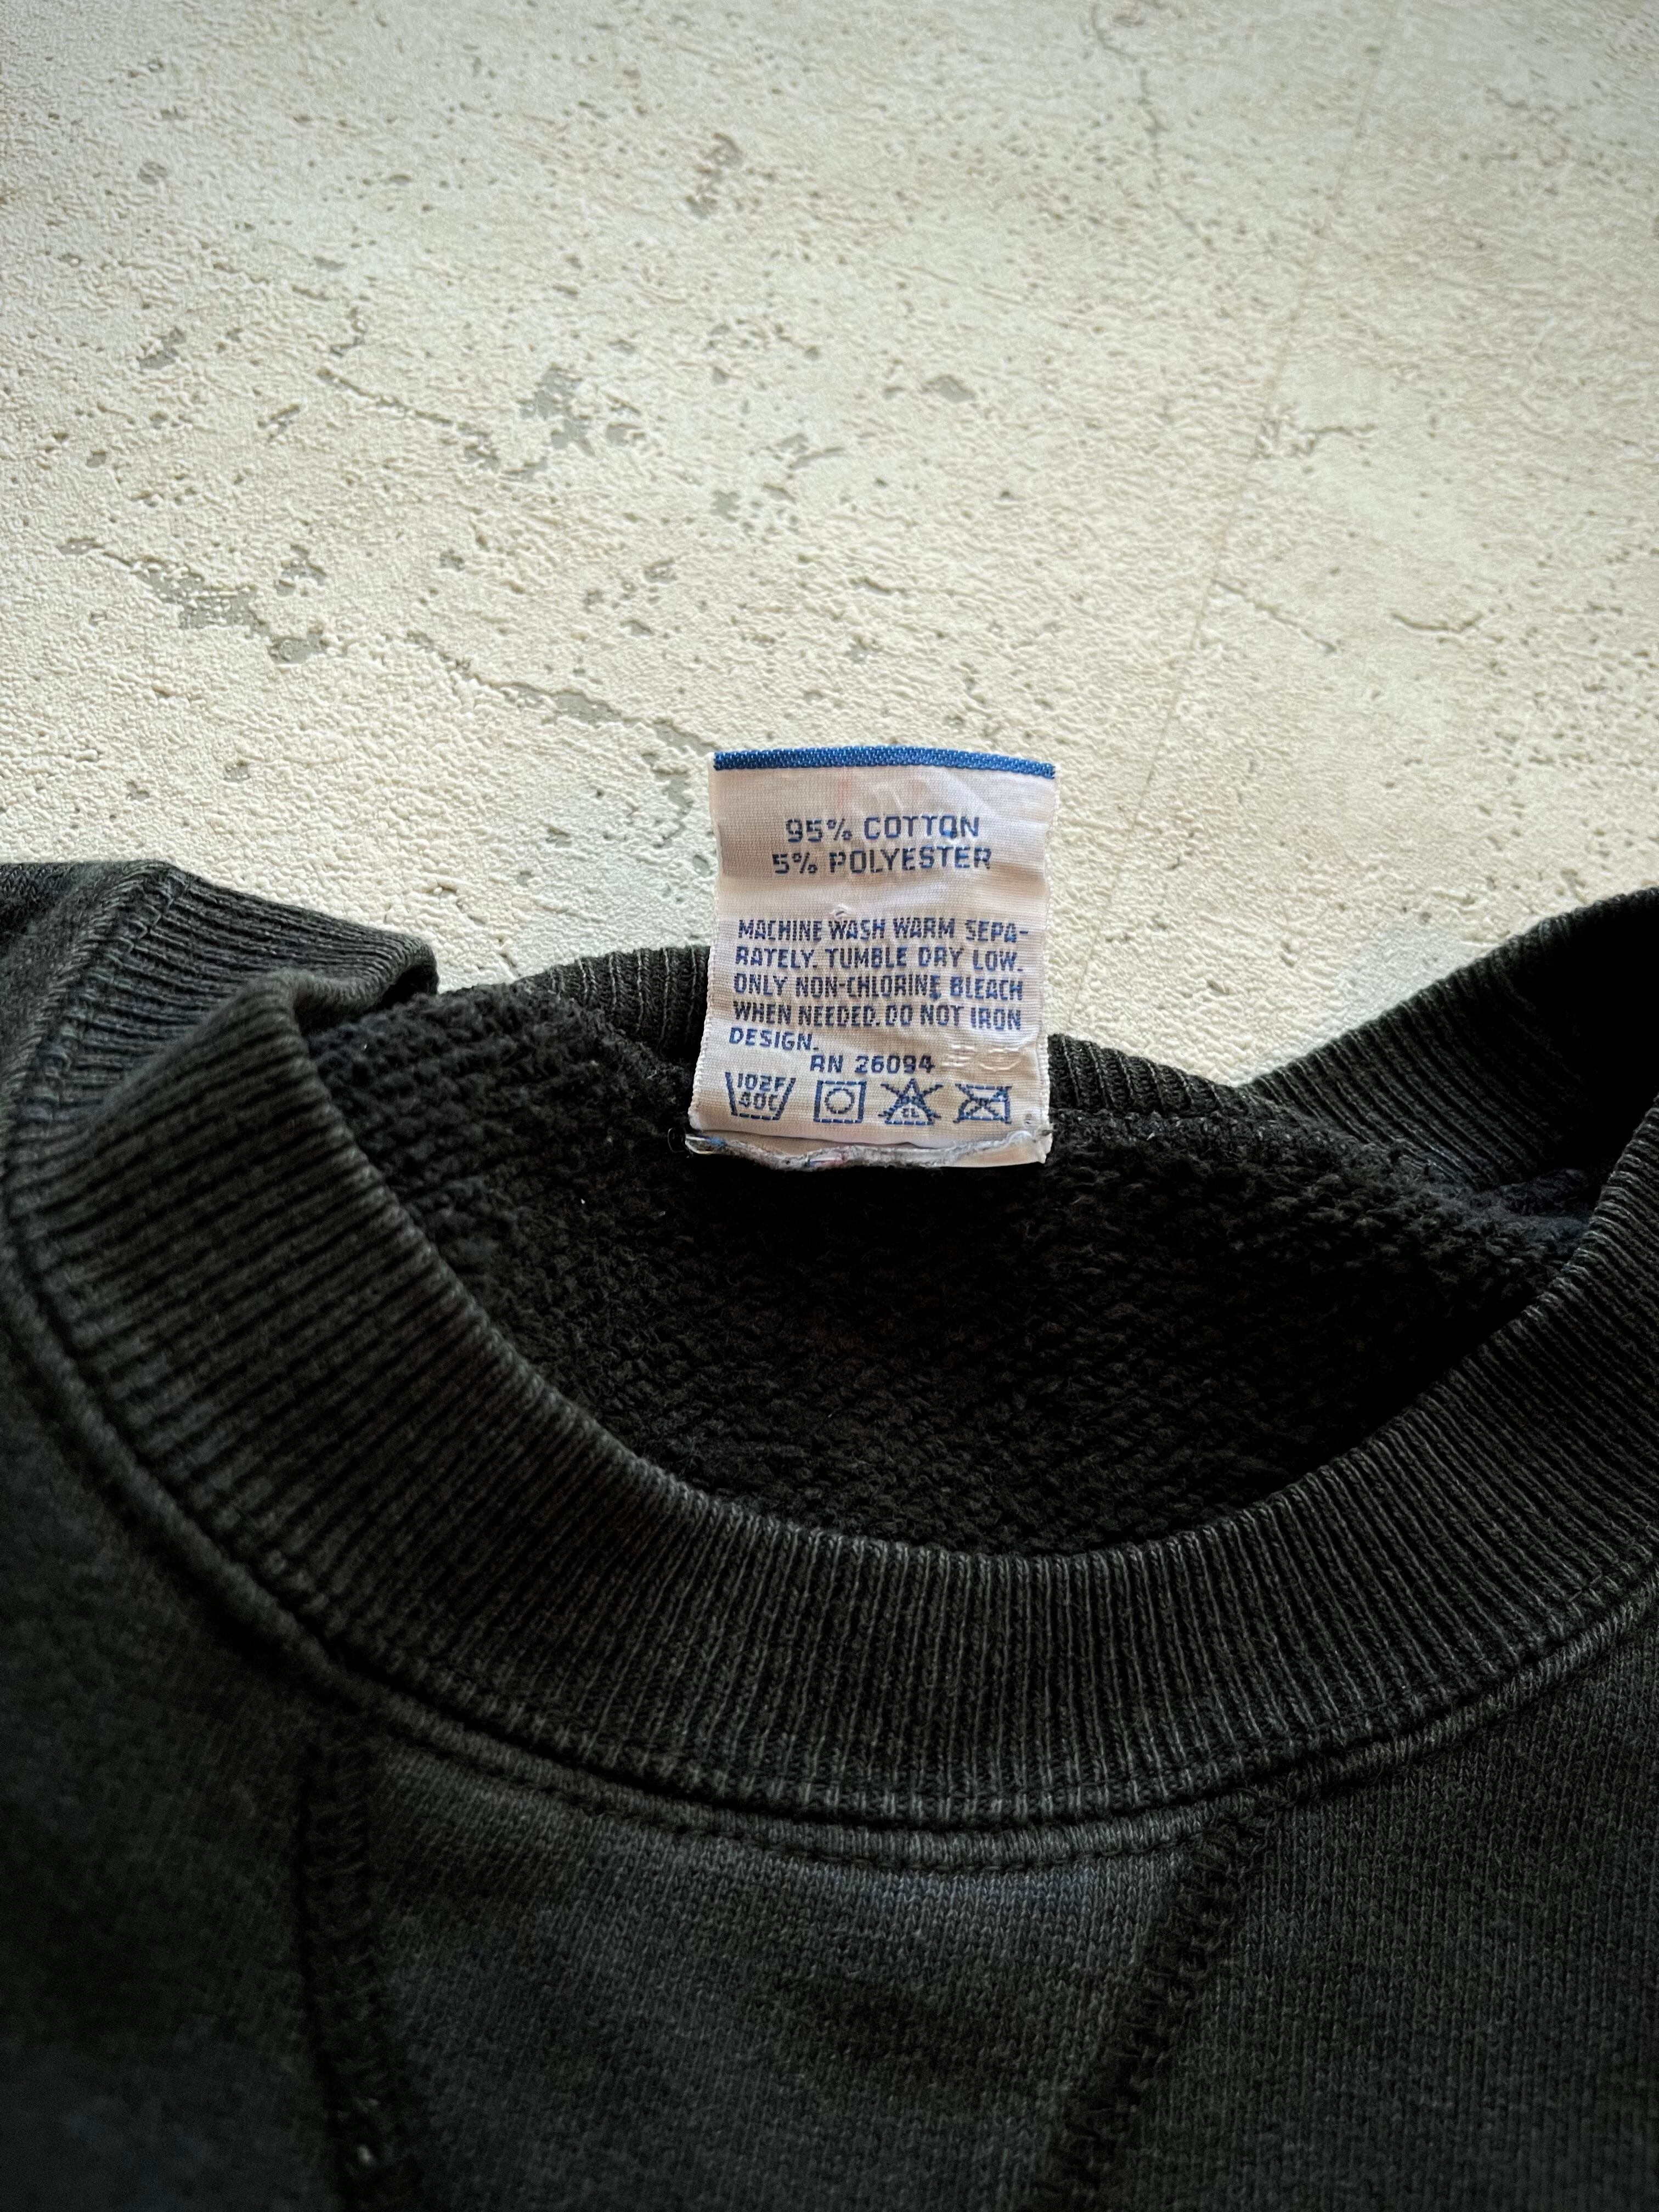 95% COTTON
5% POLYESTER
MACHINE WASH WARM SEPA-
RATELY. TUMBLE DRY LOW.
ONLY NON-CHLORINE BLEACH
WHEN NEEDED. DO NOT IRON
DESIGN.
RN 26094
102F
40C
CL